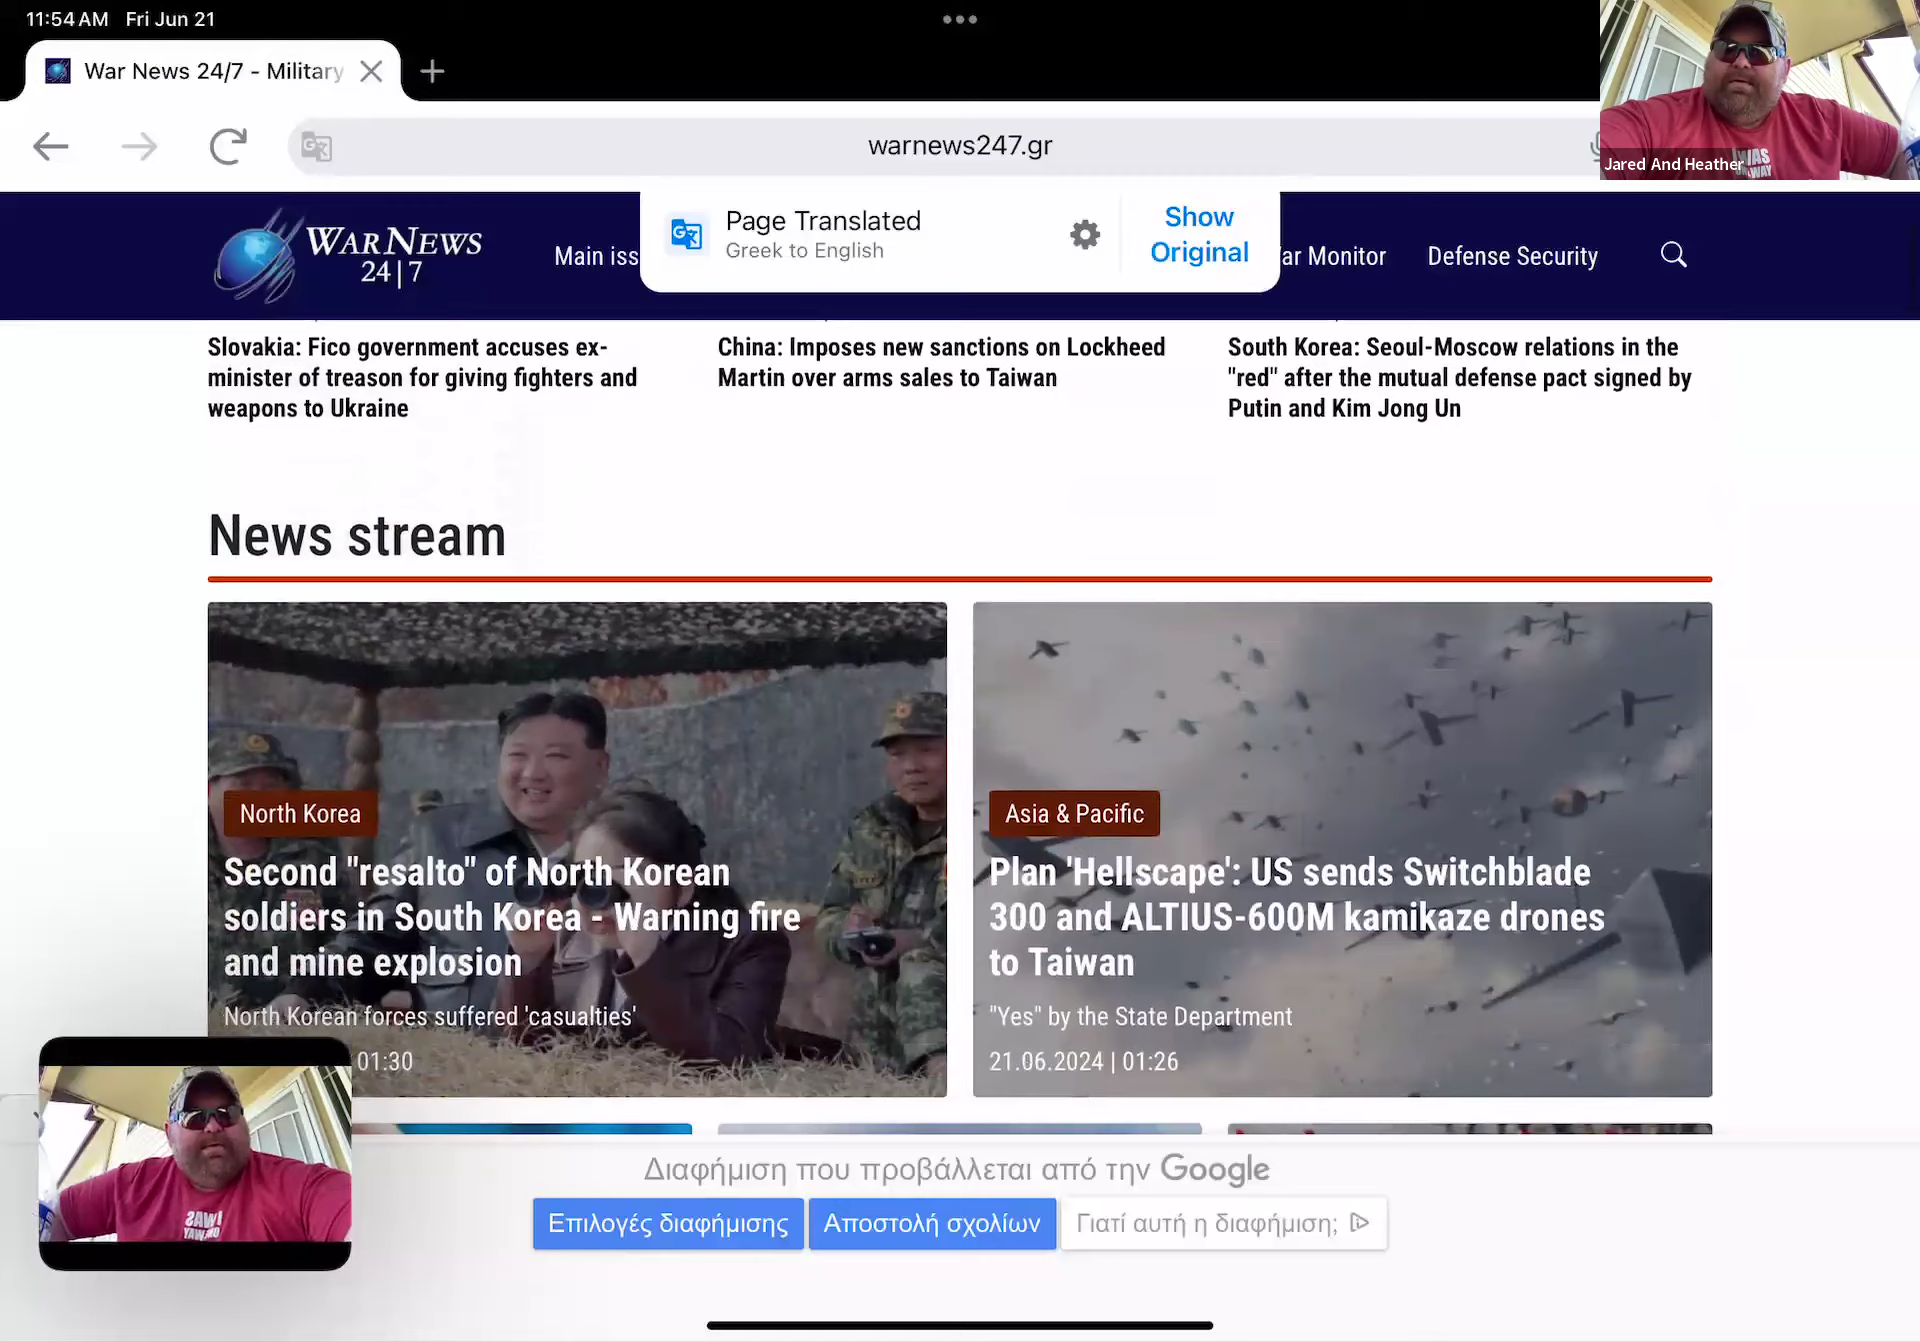 11:54 AM Fri Jun 21
War News 24/7 - Military
warnews247.gr
Jared And Heather
Page Translated
Greek to English
Show
Original
WAR NEWS
24|7
Main iss
ar Monitor
Defense Security
Slovakia: Fico government accuses ex-
minister of treason for giving fighters and
weapons to Ukraine
China: Imposes new sanctions on Lockheed
Martin over arms sales to Taiwan
South Korea: Seoul-Moscow relations in the
"red" after the mutual defense pact signed by
Putin and Kim Jong Un
News stream
North Korea
Second "resalto" of North Korean
soldiers in South Korea - Warning fire
and mine explosion
North Korean forces suffered 'casualties'
01:30
Asia & Pacific
Plan 'Hellscape': US sends Switchblade
300 and ALTIUS-600M kamikaze drones
to Taiwan
"Yes" by the State Department
21.06.2024 | 01:26
Διαφήμιση που προβάλλεται από την Google
Επιλογές διαφήμισης
Αποστολή σχολίων
Γιατί αυτή η διαφήμιση;